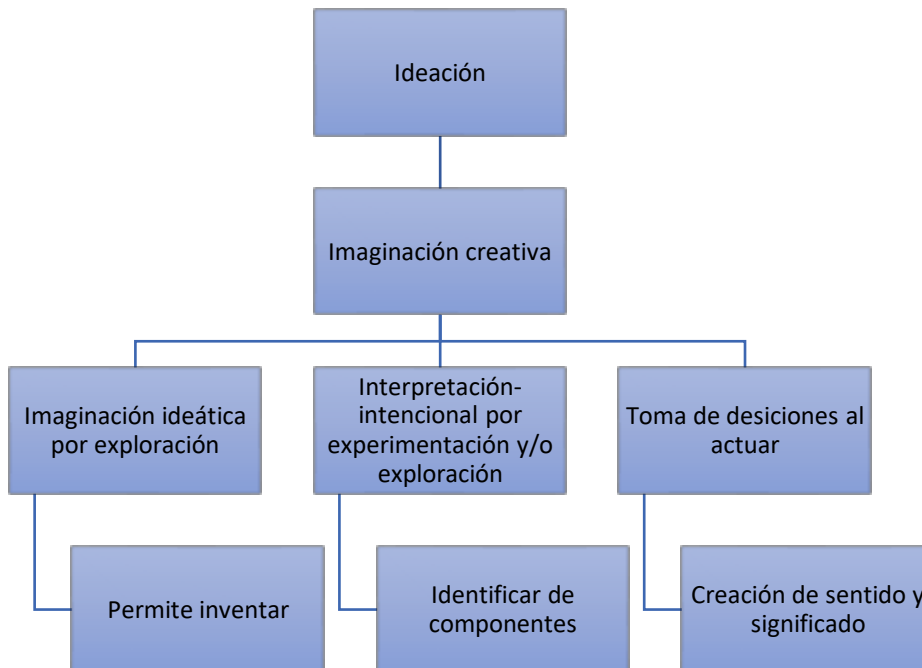 Ideación
Imaginación creativa
Imaginación ideática
por exploración
Interpretación-
intencional por
experimentación y/o
exploración
Toma de desiciones al
actuar
Permite inventar
Identificar de
componentes
Creación de sentido y
significado